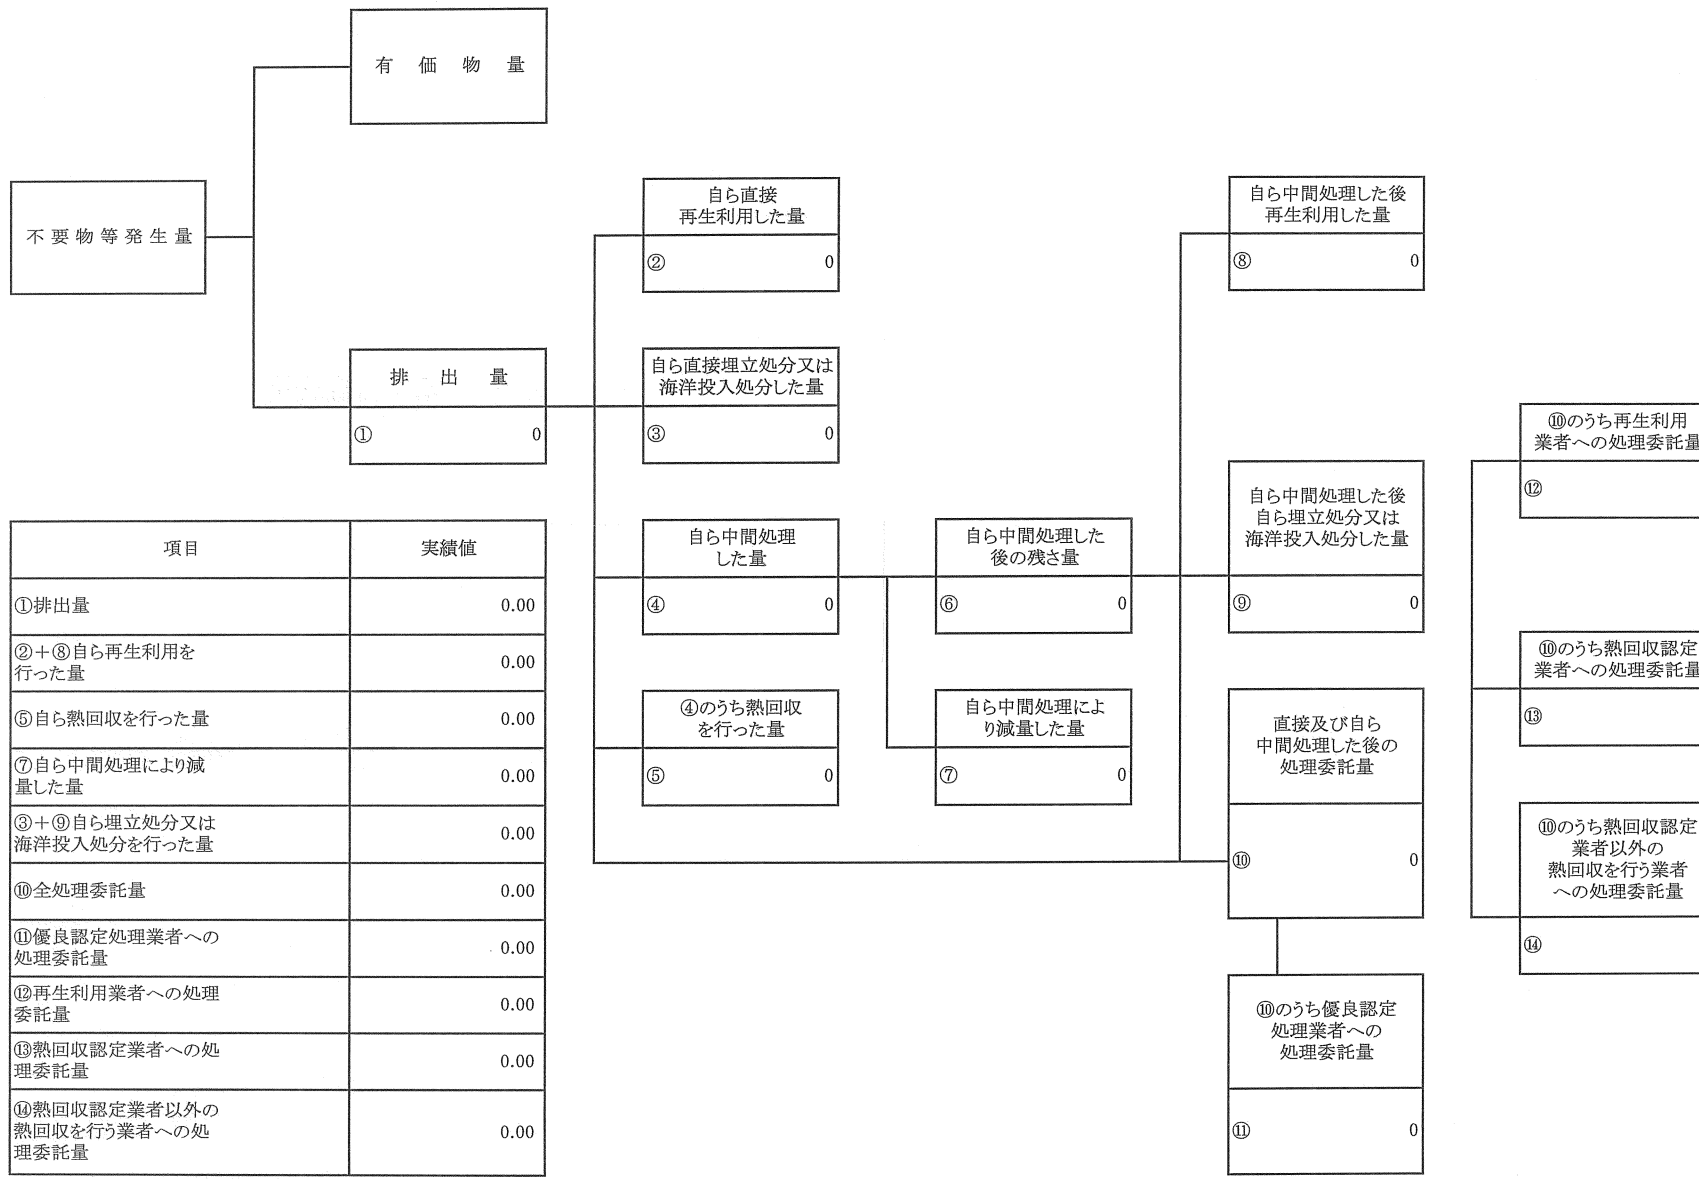 有価物量
不要物等発生量
排出量
① 0
自ら直接
再生利用した量
② 0
自ら直接埋立処分又は
海洋投入処分した量
③ 0
自ら中間処理
した量
④ 0
④のうち熱回収
を行った量
⑤ 0
自ら中間処理した
後の残さ量
⑥ 0
自ら中間処理によ
り減量した量
⑦ 0
自ら中間処理した後
再生利用した量
⑧ 0
自ら中間処理した後
自ら埋立処分又は
海洋投入処分した量
⑨ 0
直接及び自ら
中間処理した後の
処理委託量
⑩ 0
⑩のうち優良認定
処理業者への
処理委託量
⑪ 0
⑩のうち再生利用
業者への処理委託量
⑫
⑩のうち熱回収認定
業者への処理委託量
⑬
⑩のうち熱回収認定
業者以外の
熱回収を行う業者
への処理委託量
⑭
項目 実績値
①排出量 0.00
②+⑧自ら再生利用を
行った量 0.00
⑤自ら熱回収を行った量 0.00
⑦自ら中間処理により減
量した量 0.00
③+⑨自ら埋立処分又は
海洋投入処分を行った量 0.00
⑩全処理委託量 0.00
⑪優良認定処理業者への
処理委託量 0.00
⑫再生利用業者への処理
委託量 0.00
⑬熱回収認定業者への処
理委託量 0.00
⑭熱回収認定業者以外の
熱回収を行う業者への処
理委託量 0.00